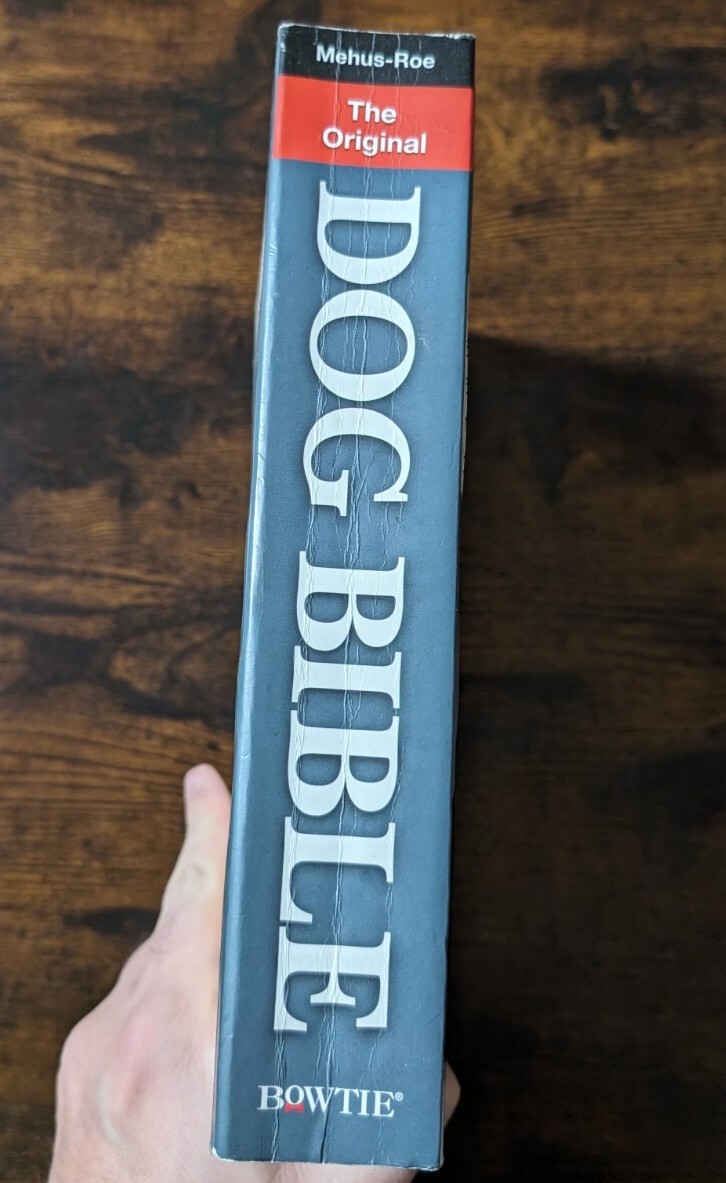 Mehus-Roe
The
Original
DOG BIBLE
BOWTIE®